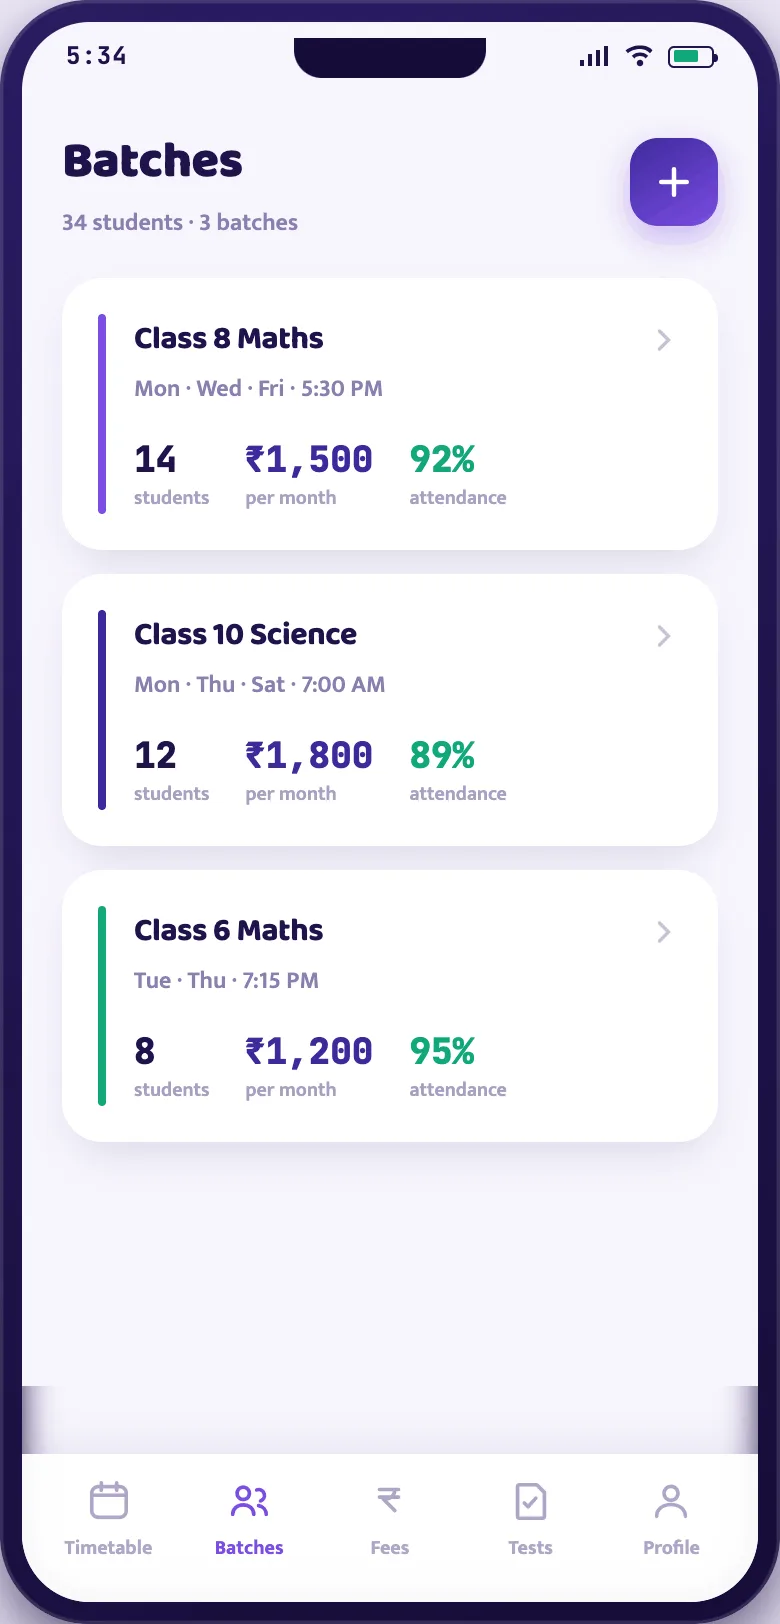 5:34
Batches
34 students · 3 batches
Class 8 Maths
Mon · Wed · Fri · 5:30 PM
14 ₹1,500 92%
students per month attendance
Class 10 Science
Mon · Thu · Sat · 7:00 AM
12 ₹1,800 89%
students per month attendance
Class 6 Maths
Tue · Thu · 7:15 PM
8 ₹1,200 95%
students per month attendance
Timetable Batches Fees Tests Profile